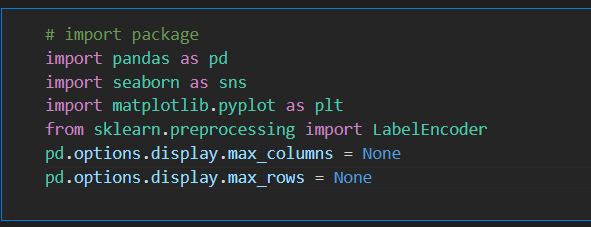 # import package
import pandas as pd
import seaborn as sns
import matplotlib.pyplot as plt
from sklearn.preprocessing import LabelEncoder
pd.options.display.max_columns = None
pd.options.display.max_rows = None